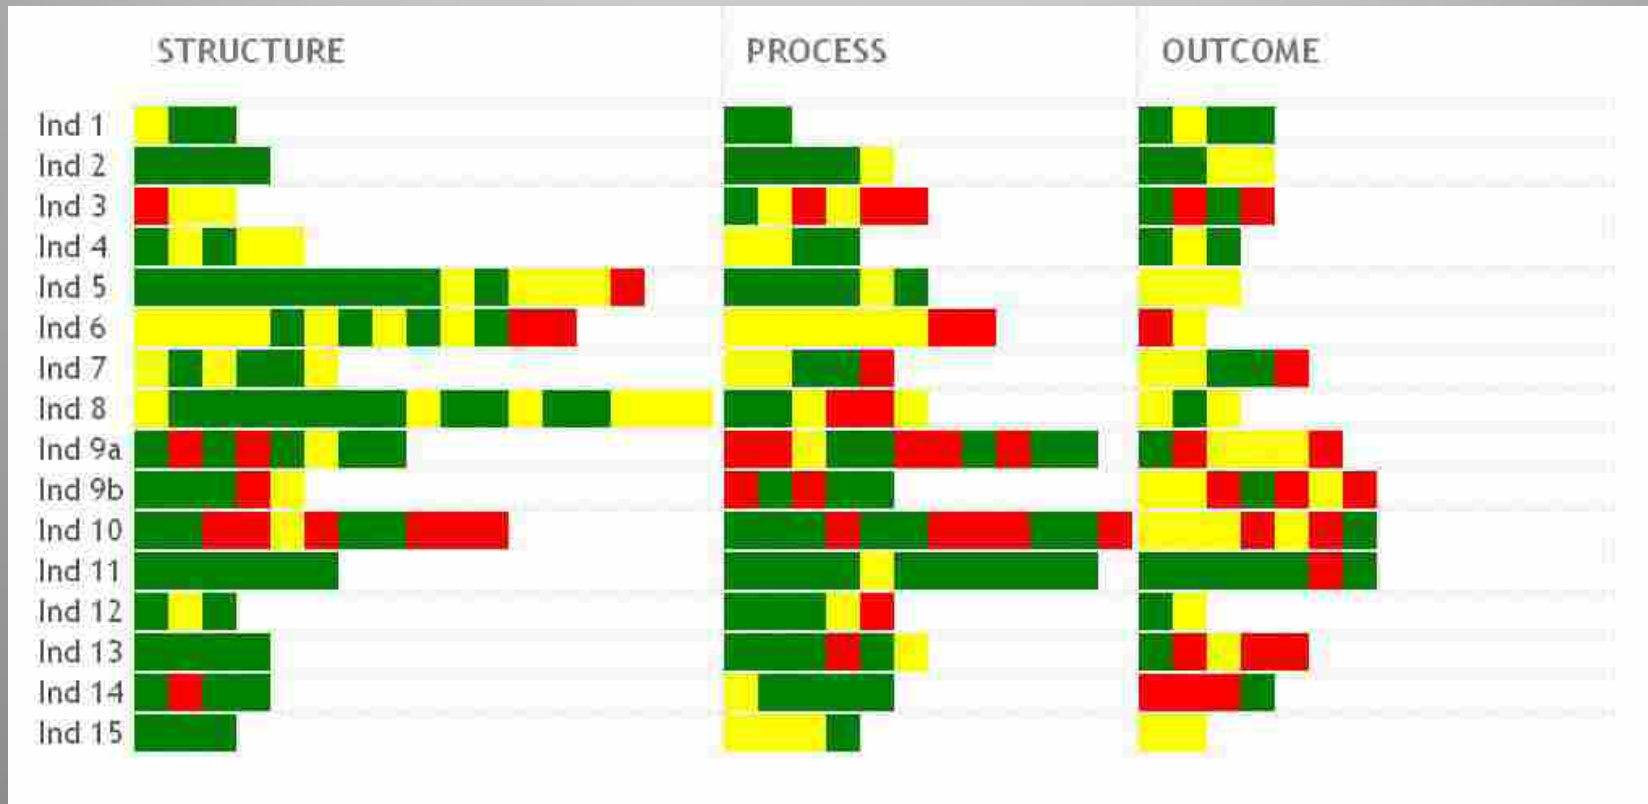 STRUCTURE PROCESS OUTCOME
Ind 1
Ind 2
Ind 3
Ind 4
Ind 5
Ind 6
Ind 7
Ind 8
Ind 9a
Ind 9b
Ind 10
Ind 11
Ind 12
Ind 13
Ind 14
Ind 15